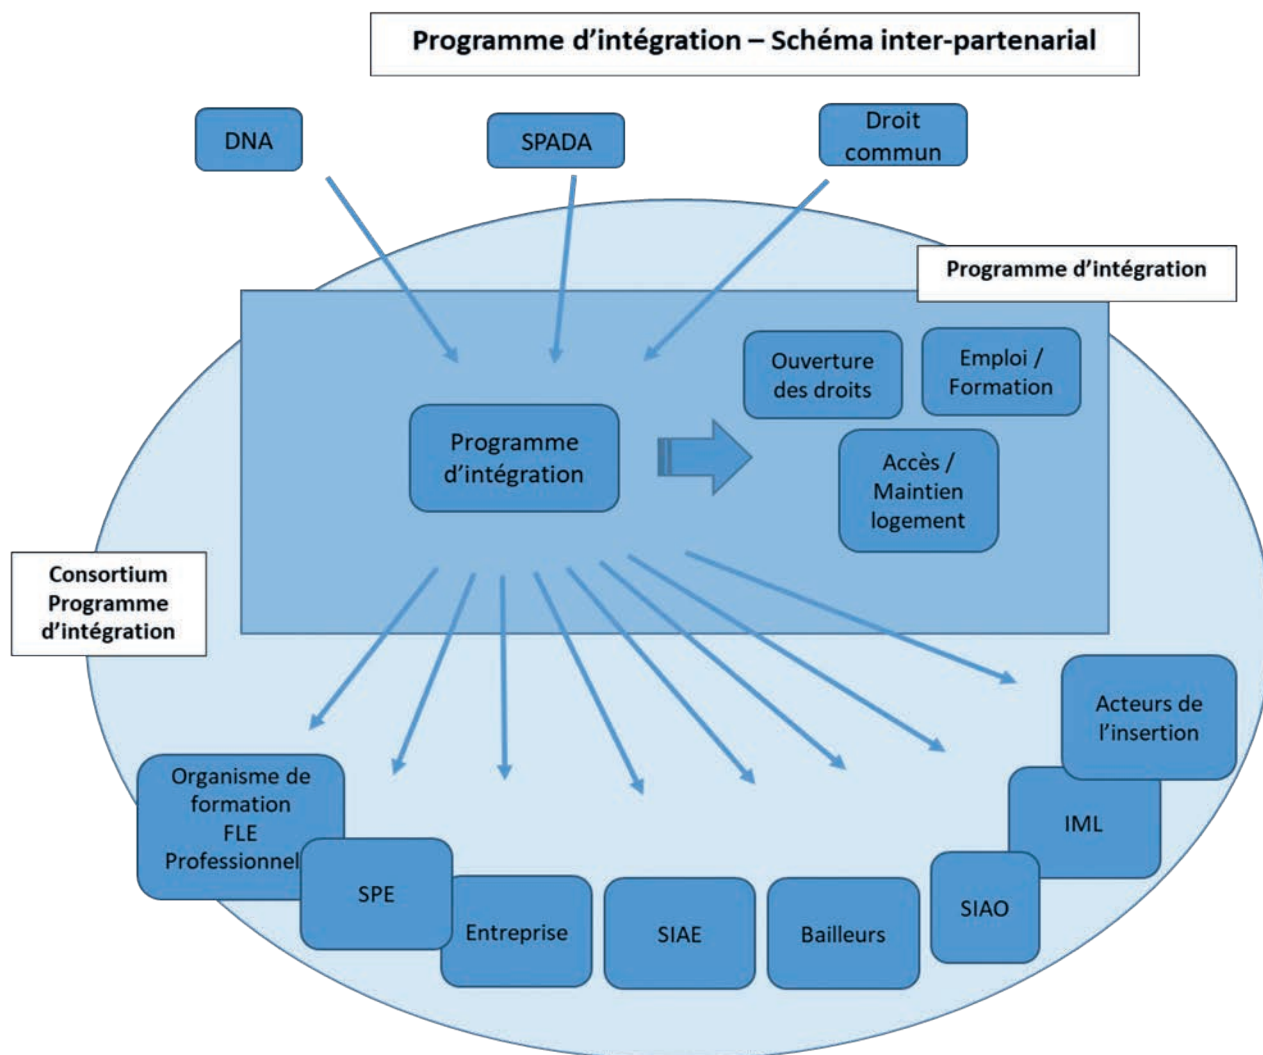 Programme d’intégration – Schéma inter-partenarial
DNA
SPADA
Droit
commun
Programme d’intégration
Ouverture
des droits
Emploi /
Formation
Programme
d’intégration
Accès /
Maintien
logement
Consortium
Programme
d’intégration
Organisme de
formation
FLE
Professionnel
SPE
Entreprise
SIAE
Bailleurs
SIAO
IML
Acteurs de
l’insertion